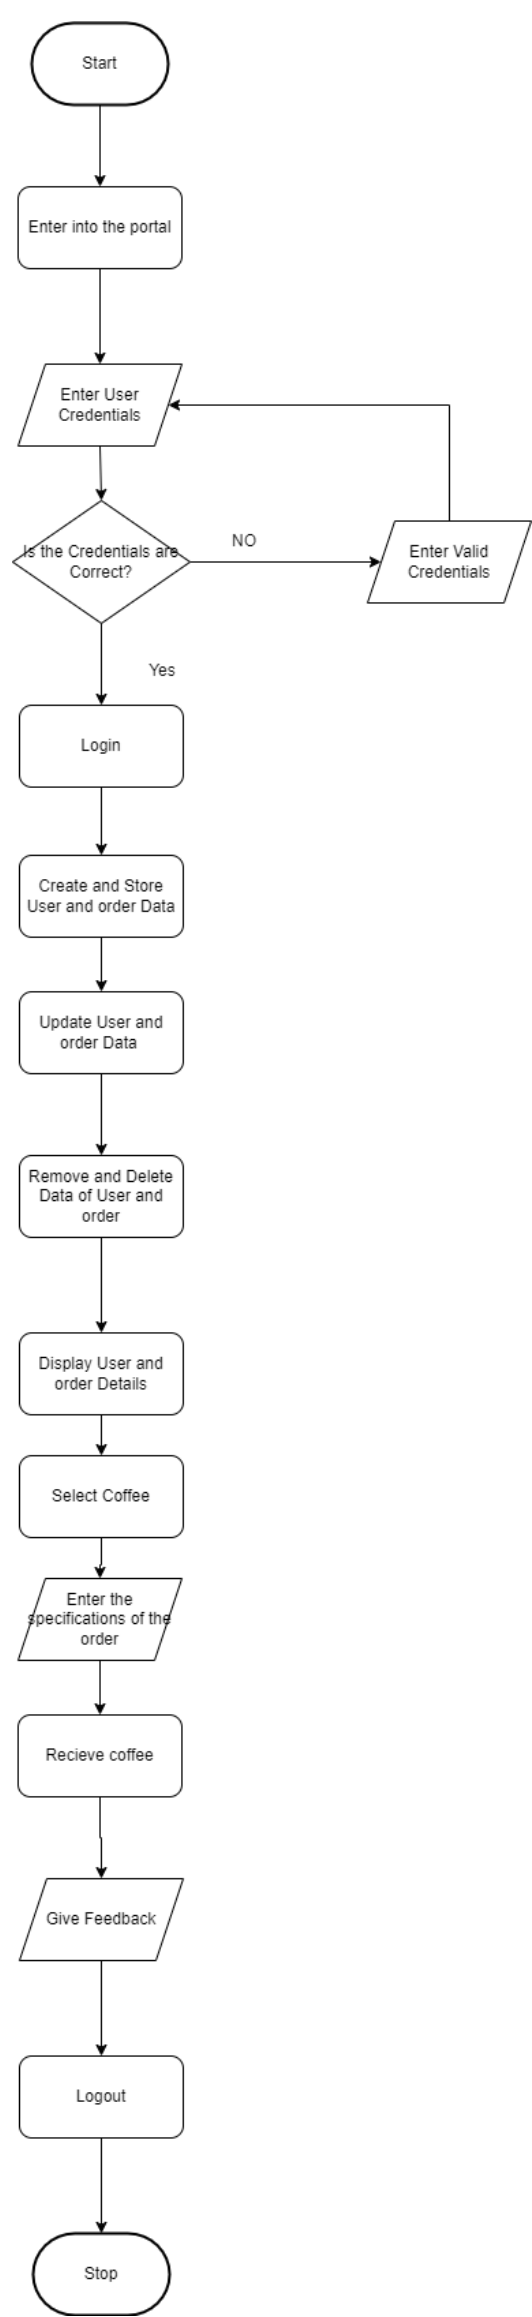 Start
Enter into the portal
Enter User
Credentials
Is the Credentials are
Correct?
NO
Enter Valid
Credentials
Yes
Login
Create and Store
User and order Data
Update User and
order Data
Remove and Delete
Data of User and
order
Display User and
order Details
Select Coffee
Enter the
specifications of the
order
Recieve coffee
Give Feedback
Logout
Stop